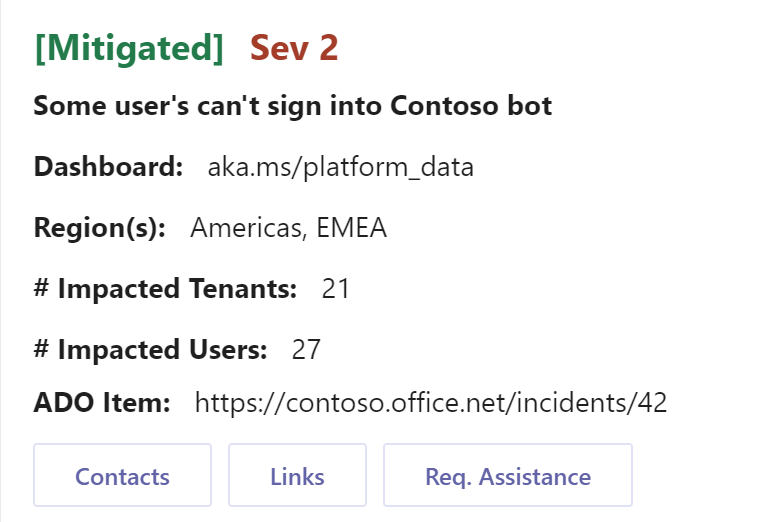 [Mitigated] Sev 2
Some user's can't sign into Contoso bot
Dashboard: aka.ms/platform_data
Region(s): Americas, EMEA
# Impacted Tenants: 21
# Impacted Users: 27
ADO Item: https://contoso.office.net/incidents/42
Contacts Links Req. Assistance